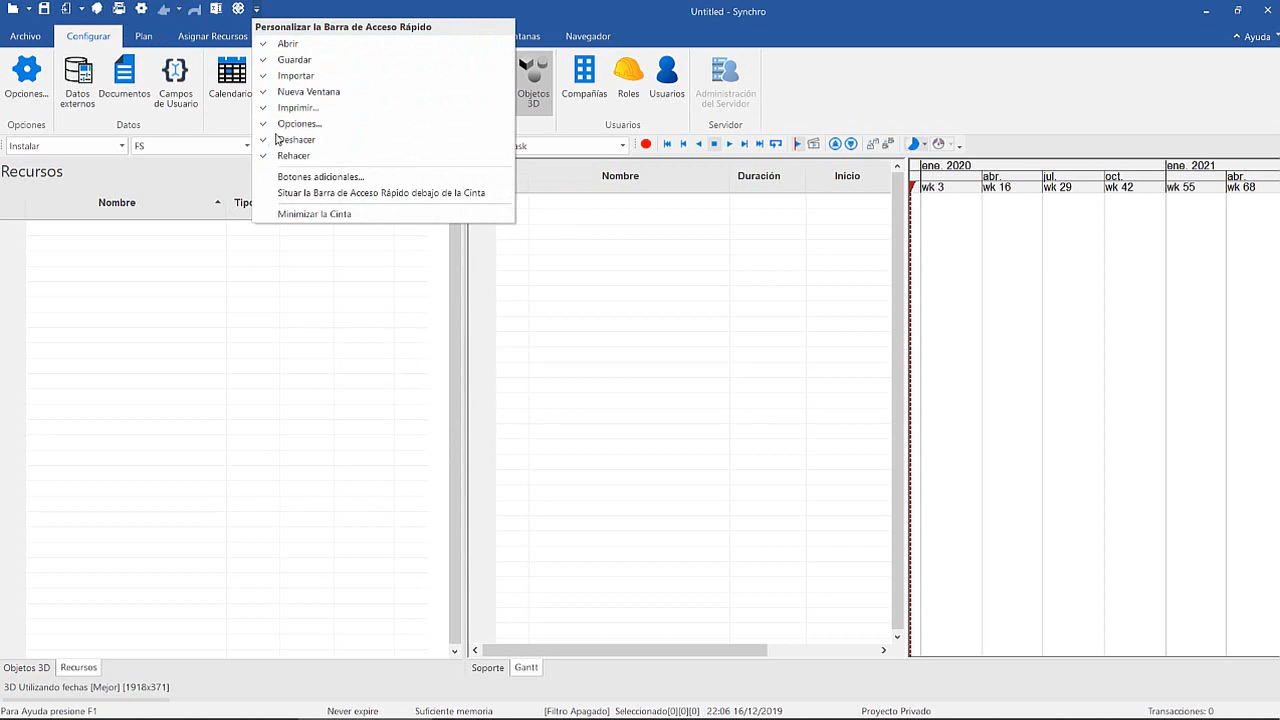 Untitled - Synchro
Archivo Configurar Plan Asignar Recursos Navegador Ayuda
Personalizar la Barra de Acceso Rápido
Abrir
Guardar
Importar
Nueva Ventana
Imprimir...
Opciones...
Deshacer
Rehacer
Botones adicionales...
Situar la Barra de Acceso Rápido debajo de la Cinta
Minimizar la Cinta
Opciones... Datos externos Documentos Campos de Usuario Objetos 3D Compañías Roles Usuarios Administración del Servidor
Opciones Datos Usuarios Servidor
Instalar FS
Recursos
Nombre
Nombre Duración Inicio
ene. 2020 ene. 2021
abr. jul. oct. abr.
wk 3 wk 16 wk 29 wk 42 wk 55 wk 68
Objetos 3D Recursos Soporte Gantt
3D Utilizando fechas [Mejor] [1918x371]
Para Ayuda presione F1 Never expire Suficiente memoria [Filtro Apagado] Seleccionado[0][0][0] 22:06 16/12/2019 Proyecto Privado Transacciones: 0